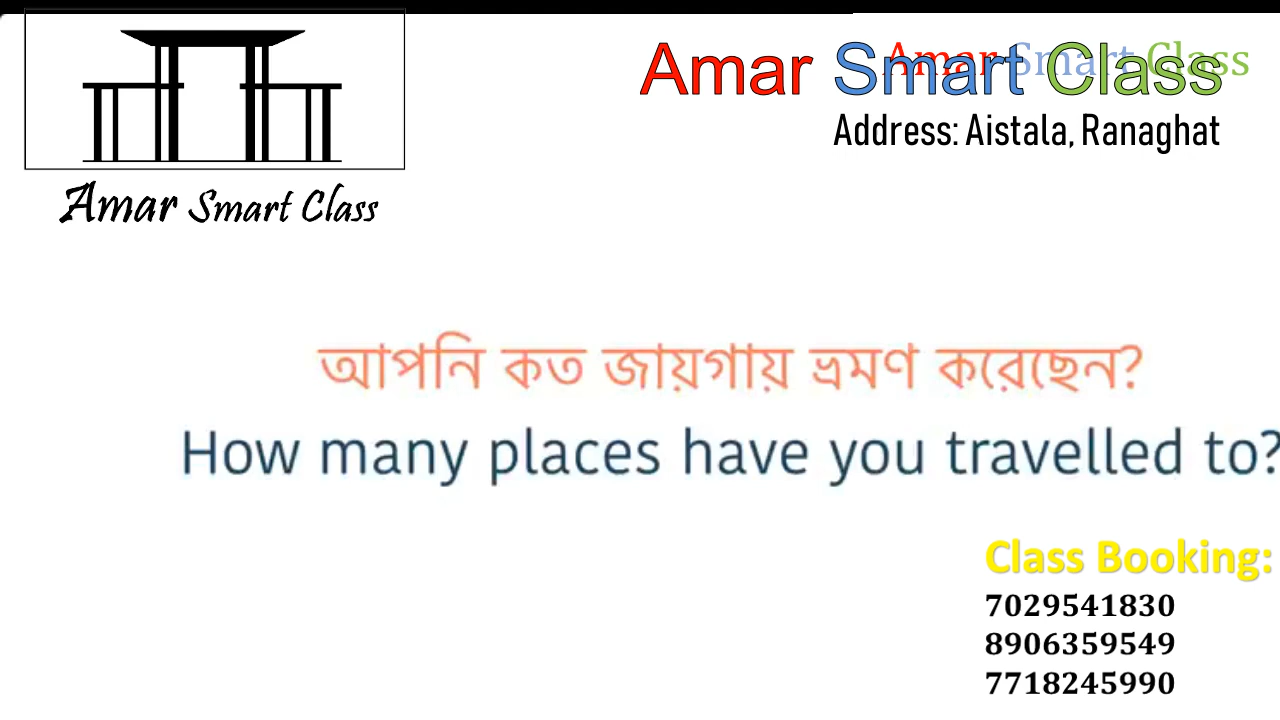 Amar Smart Class
Amar Smart Class
Address: Aistala, Ranaghat
Amar Smart Class
আপনি কত জায়গায় ভ্রমণ করেছেন?
How many places have you travelled to?
Class Booking:
7029541830
8906359549
7718245990